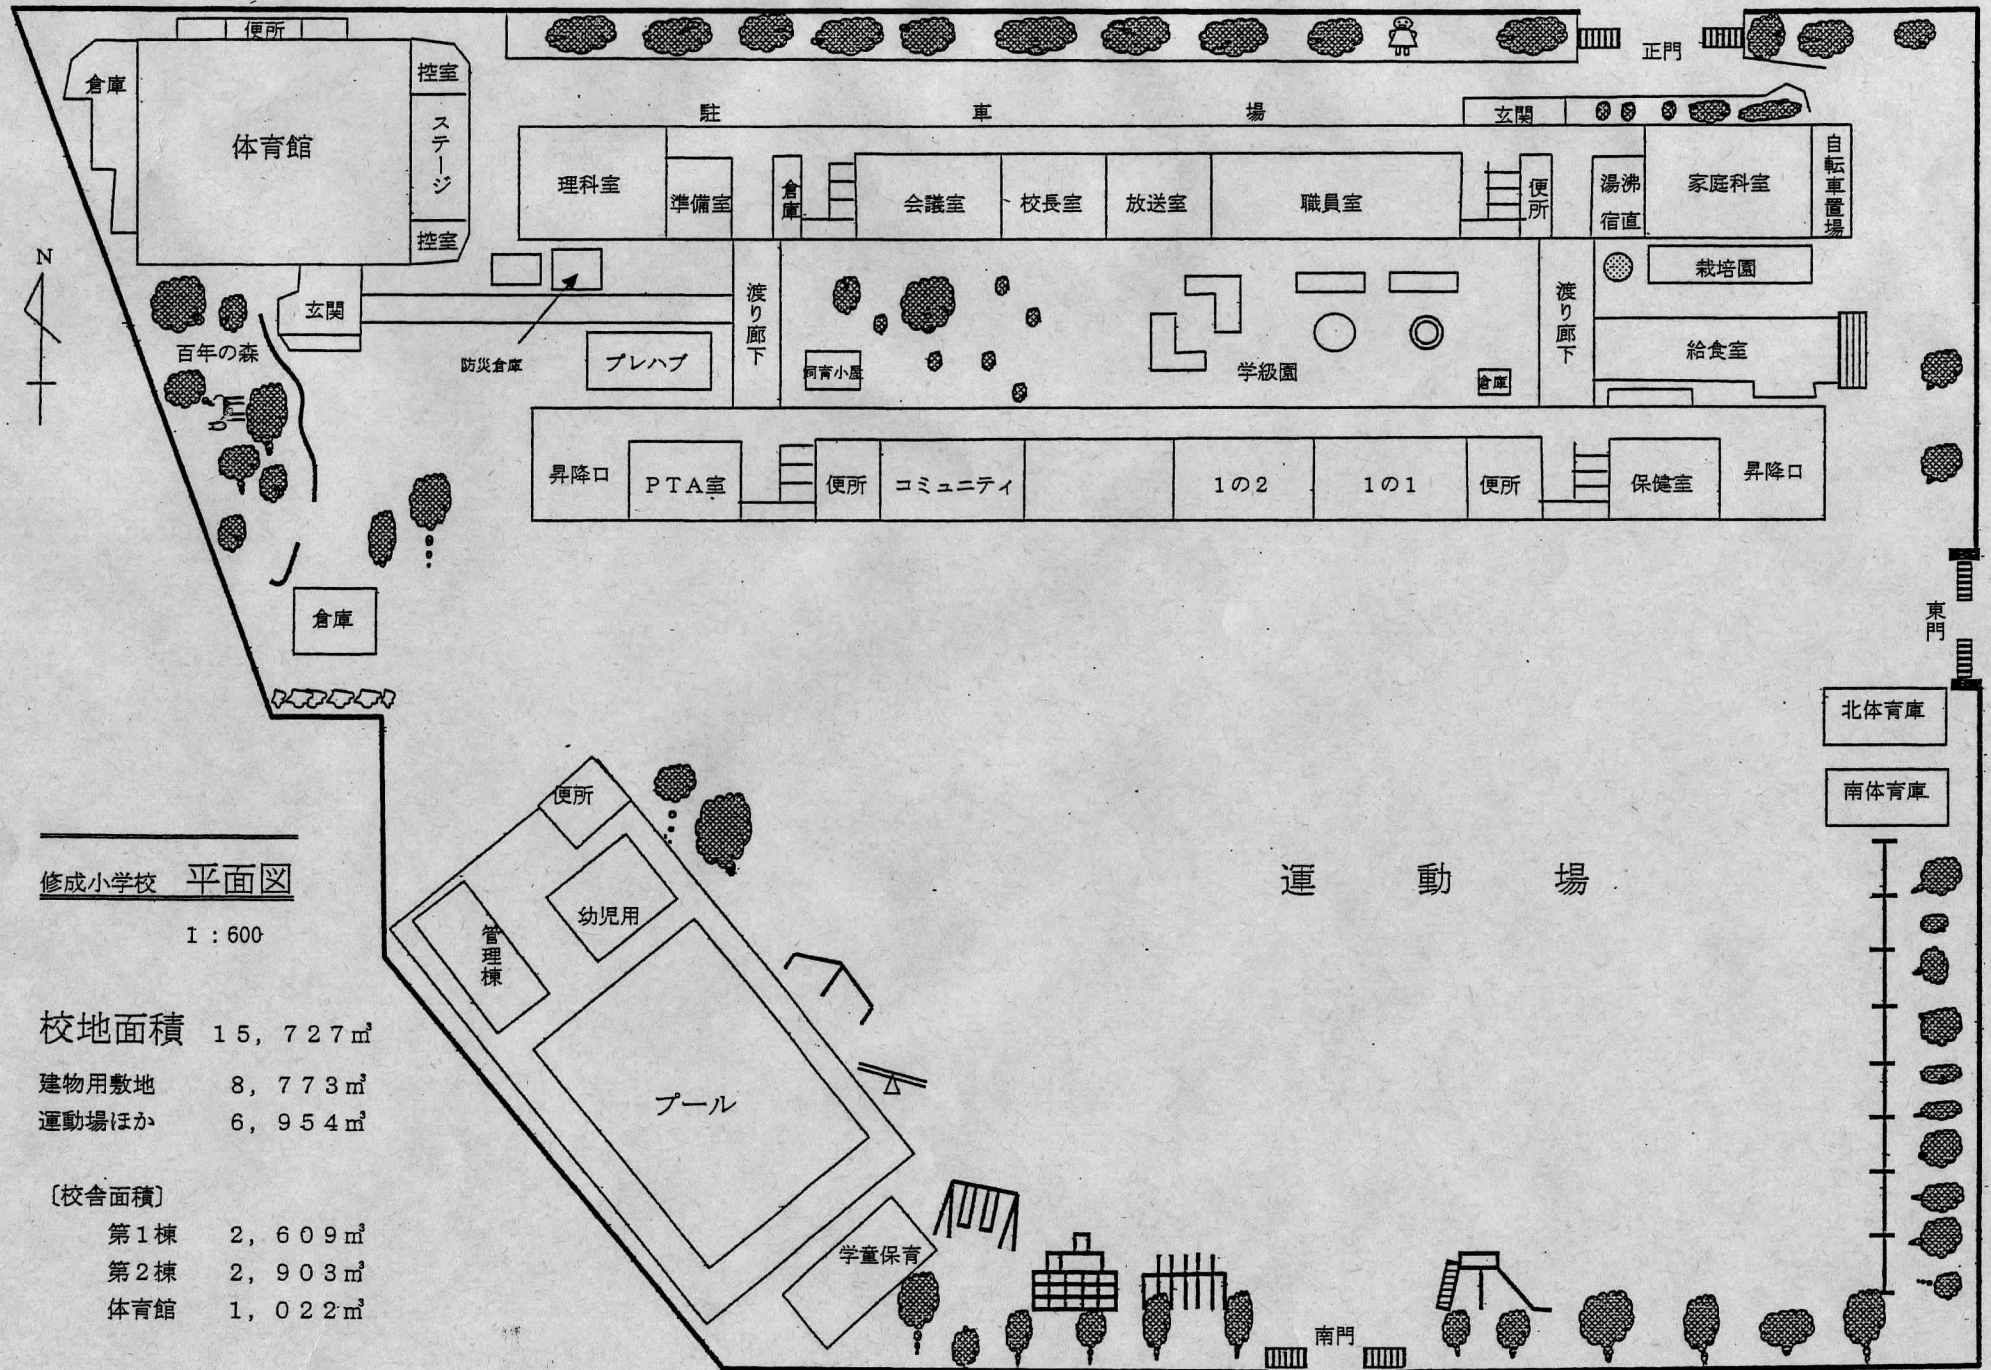 便所
正門
倉庫
控室
体育館
ステージ
控室
駐車場
玄関
理科室
準備室
倉庫
会議室
校長室
放送室
職員室
便所
湯沸
宿直
家庭科室
自転車置場
N
玄関
百年の森
防災倉庫
プレハブ
渡り廊下
飼育小屋
学級園
倉庫
渡り廊下
栽培園
給食室
昇降口
PTA室
便所
コミュニティ
1の2
1の1
便所
保健室
昇降口
倉庫
東門
北体育庫
南体育庫
便所
幼児用
管理棟
プール
運動場
学童保育
南門
修成小学校 平面図
1:600
校地面積 15,727㎥
建物用敷地 8,773㎥
運動場ほか 6,954㎥
〔校舎面積〕
第1棟 2,609㎥
第2棟 2,903㎥
体育館 1,022㎥